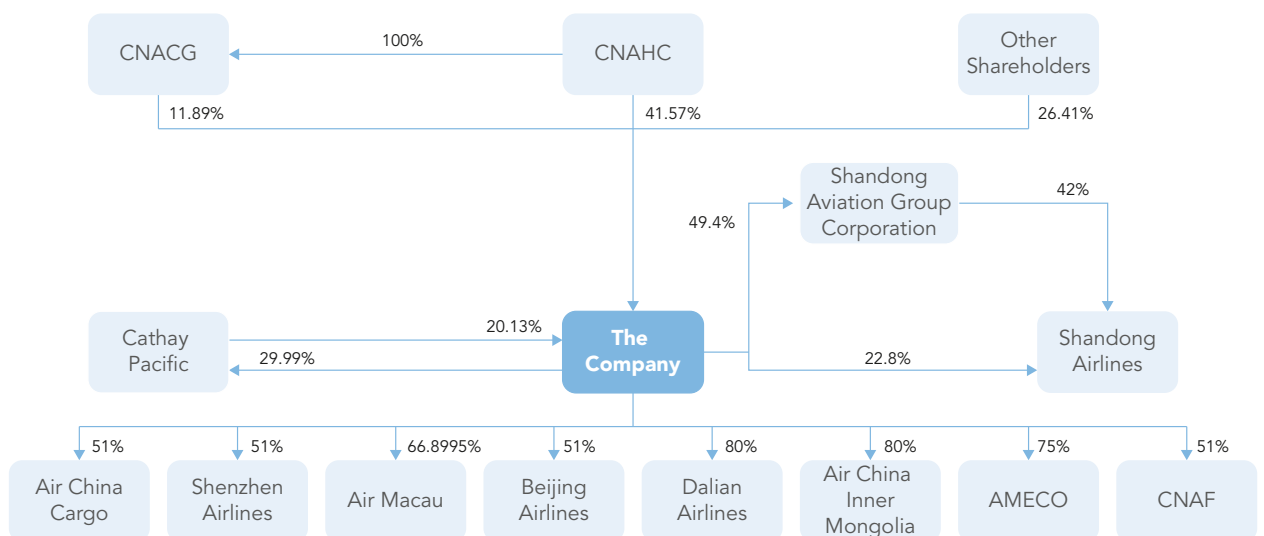 CNACG
100%
CNAHC
Other
Shareholders
11.89%
41.57%
26.41%
Shandong
Aviation Group
Corporation
42%
49.4%
Cathay
Pacific
20.13%
29.99%
The
Company
22.8%
Shandong
Airlines
51%
51%
66.8995%
51%
80%
80%
75%
51%
Air China
Cargo
Shenzhen
Airlines
Air Macau
Beijing
Airlines
Dalian
Airlines
Air China
Inner
Mongolia
AMECO
CNAF